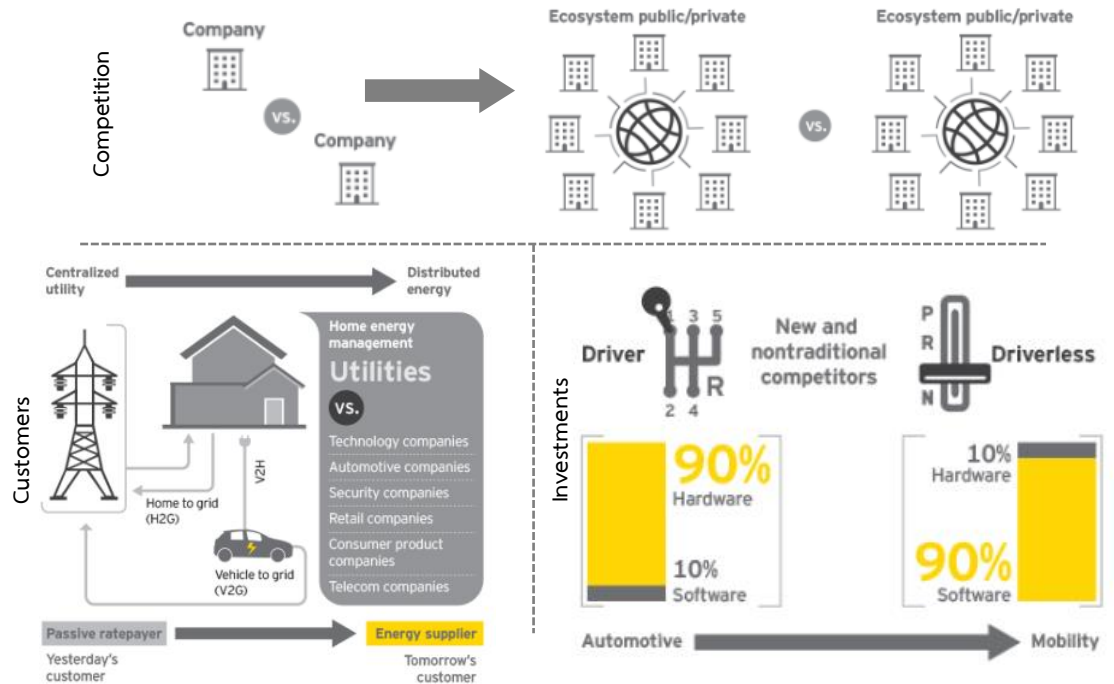 Competition
Company
vs.
Company
Ecosystem public/private
vs.
Ecosystem public/private
Customers
Centralized
utility
Distributed
energy
Home energy
management
Utilities
vs.
Technology companies
Automotive companies
Security companies
Retail companies
Consumer product
companies
Telecom companies
Home to grid
(H2G)
V2H
Vehicle to grid
(V2G)
Passive ratepayer
Energy supplier
Yesterday's
customer
Tomorrow's
customer
Investments
Driver
1 3 5
R
2 4
New and
nontraditional
competitors
P
R
N
Driverless
90%
Hardware
10%
Software
10%
Hardware
90%
Software
Automotive
Mobility